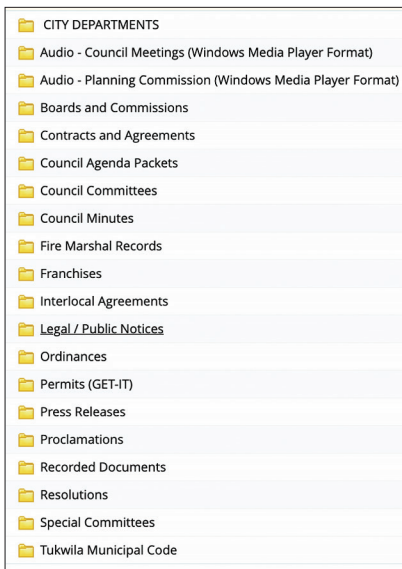 CITY DEPARTMENTS
Audio - Council Meetings (Windows Media Player Format)
Audio - Planning Commission (Windows Media Player Format)
Boards and Commissions
Contracts and Agreements
Council Agenda Packets
Council Committees
Council Minutes
Fire Marshal Records
Franchises
Interlocal Agreements
Legal / Public Notices
Ordinances
Permits (GET-IT)
Press Releases
Proclamations
Recorded Documents
Resolutions
Special Committees
Tukwila Municipal Code